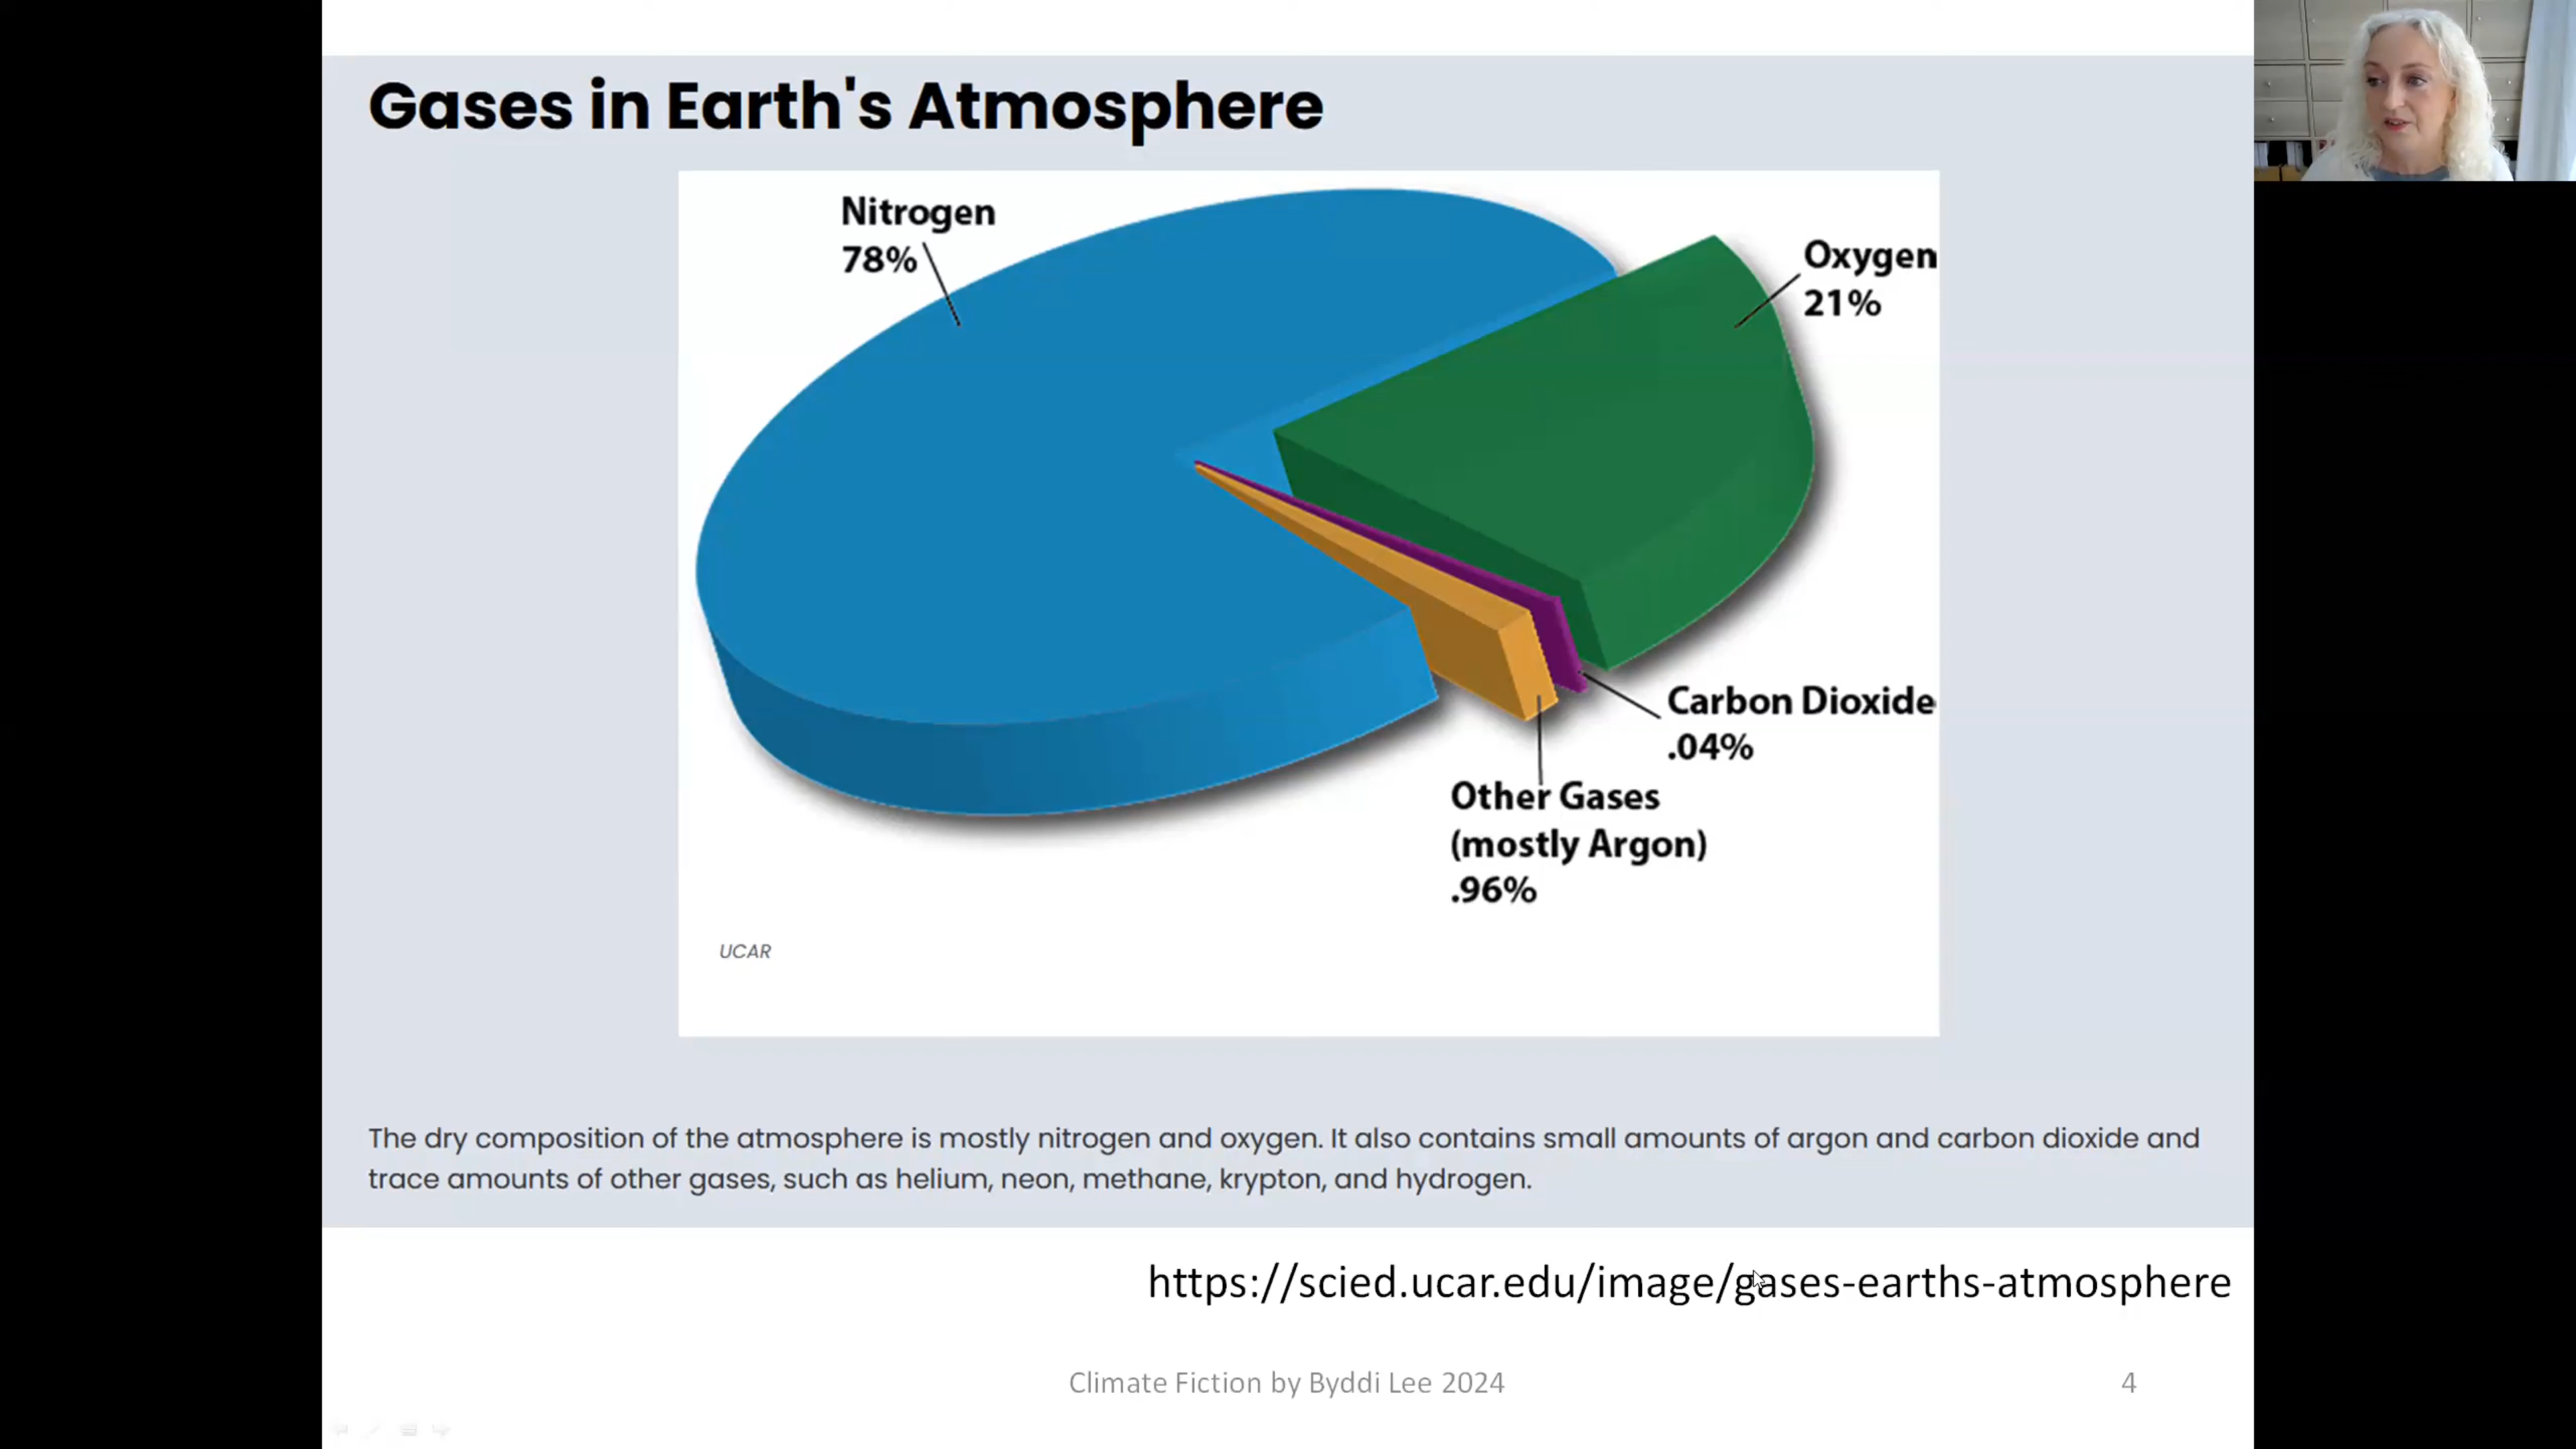 Gases in Earth's Atmosphere
Nitrogen
78%
Oxygen
21%
Carbon Dioxide
.04%
Other Gases
(mostly Argon)
.96%
UCAR
The dry composition of the atmosphere is mostly nitrogen and oxygen. It also contains small amounts of argon and carbon dioxide and
trace amounts of other gases, such as helium, neon, methane, krypton, and hydrogen.
https://scied.ucar.edu/image/gases-earths-atmosphere
Climate Fiction by Byddi Lee 2024
4